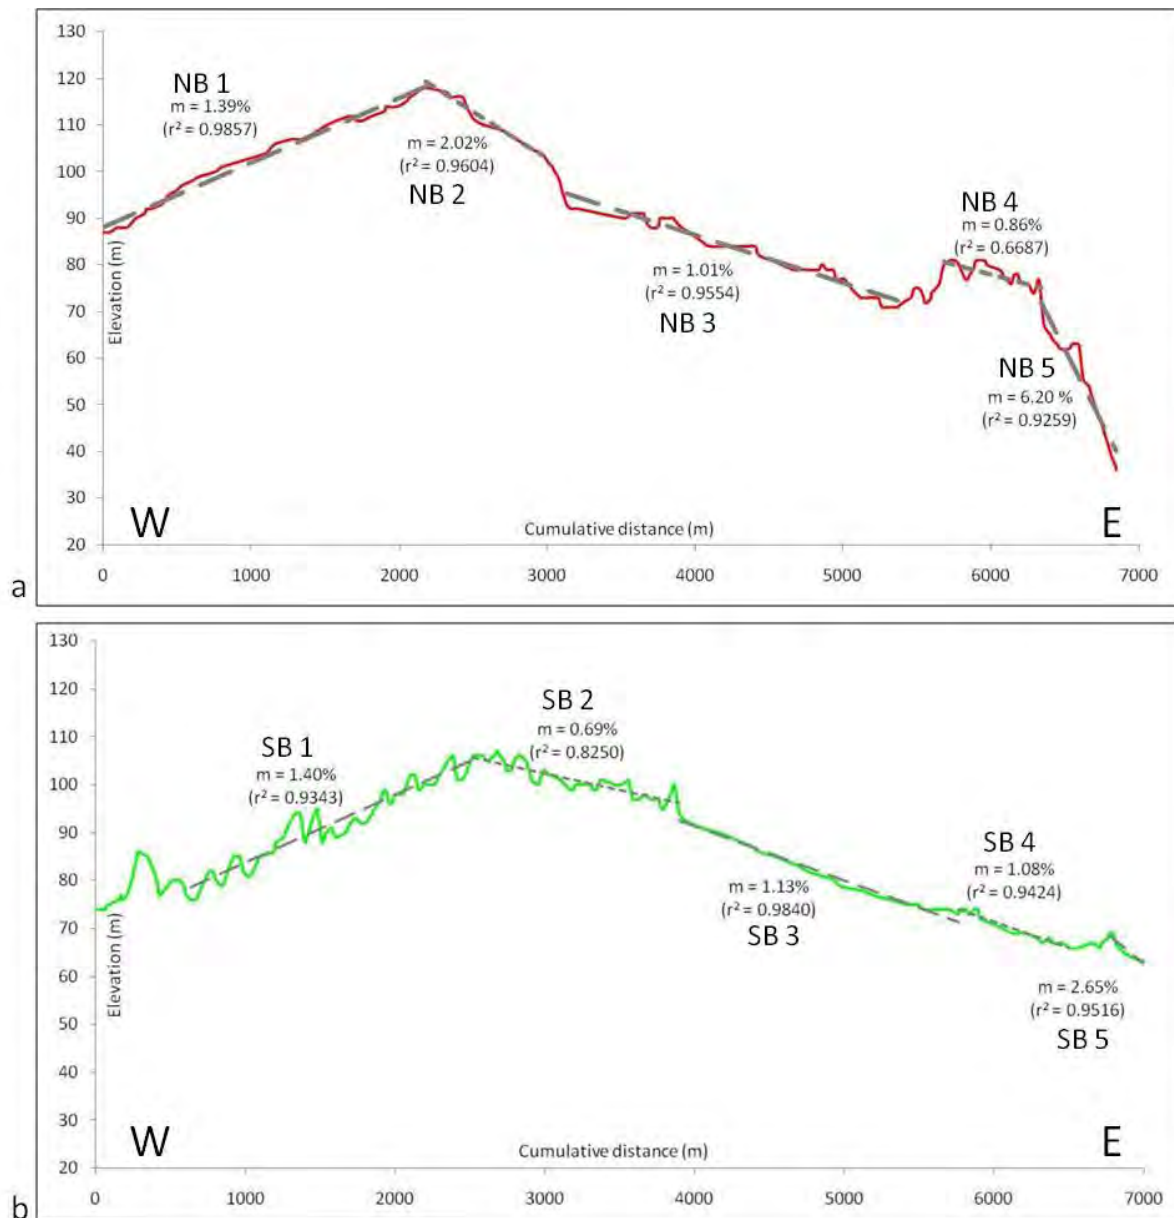 a
130
120
110
100
90
80
70
60
50
40
30
20
Elevation (m)
NB 1
m = 1.39%
(r² = 0.9857)
m = 2.02%
(r² = 0.9604)
NB 2
m = 1.01%
(r² = 0.9554)
NB 3
NB 4
m = 0.86%
(r² = 0.6687)
NB 5
m = 6.20 %
(r² = 0.9259)
W
Cumulative distance (m)
E
0 1000 2000 3000 4000 5000 6000 7000
b
130
120
110
100
90
80
70
60
50
40
30
20
Elevation (m)
SB 1
m = 1.40%
(r² = 0.9343)
SB 2
m = 0.69%
(r² = 0.8250)
m = 1.13%
(r² = 0.9840)
SB 3
SB 4
m = 1.08%
(r² = 0.9424)
m = 2.65%
(r² = 0.9516)
SB 5
W
Cumulative distance (m)
E
0 1000 2000 3000 4000 5000 6000 7000